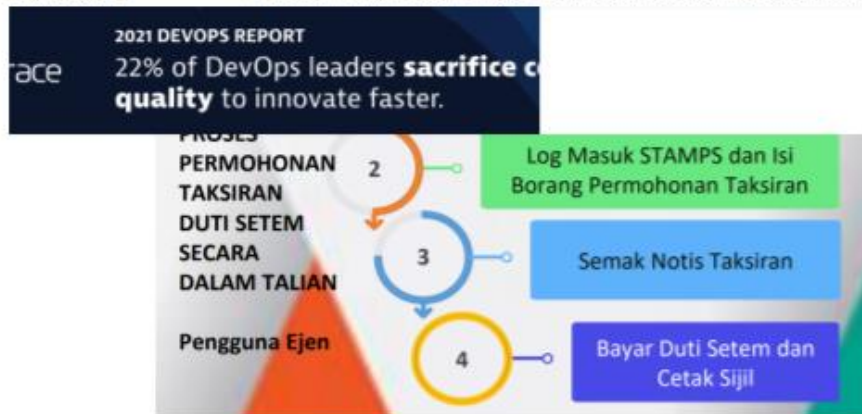 race
2021 DEVOPS REPORT
22% of DevOps leaders sacrifice
quality to innovate faster.
PROSES
PERMOHONAN
TAKSIRAN
DUTI SETEM
SECARA
DALAM TALIAN
Pengguna Ejen
2
Log Masuk STAMPS dan Isi
Borang Permohonan Taksiran
3
Semak Notis Taksiran
4
Bayar Duti Setem dan
Cetak Sijil